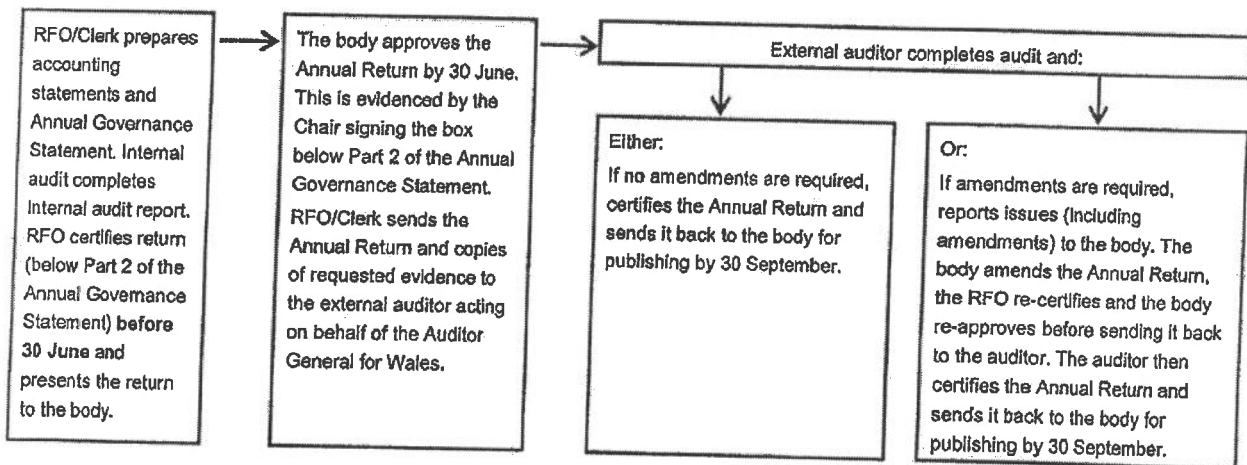 RFO/Clerk prepares
accounting
statements and
Annual Governance
Statement. Internal
audit completes
Internal audit report.
RFO certifies return
(below Part 2 of the
Annual Governance
Statement) before
30 June and
presents the return
to the body.
The body approves the
Annual Return by 30 June.
This is evidenced by the
Chair signing the box
below Part 2 of the Annual
Governance Statement.
RFO/Clerk sends the
Annual Return and copies
of requested evidence to
the external auditor acting
on behalf of the Auditor
General for Wales.
External auditor completes audit and:
Either:
If no amendments are required,
certifies the Annual Return and
sends it back to the body for
publishing by 30 September.
Or:
If amendments are required,
reports issues (including
amendments) to the body. The
body amends the Annual Return,
the RFO re-certifies and the body
re-approves before sending it back
to the auditor. The auditor then
certifies the Annual Return and
sends it back to the body for
publishing by 30 September.